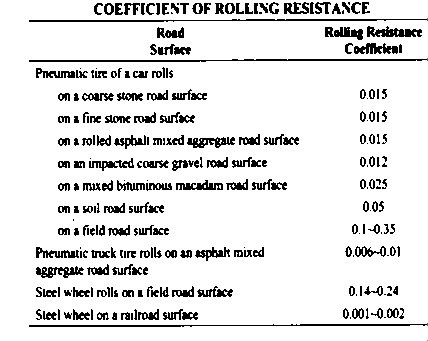 COEFFICIENT OF ROLLING RESISTANCE
Road Surface Rolling Resistance Coefficient
Pneumatic tire of a car rolls
on a coarse stone road surface 0.015
on a fine stone road surface 0.015
on a rolled asphalt mixed aggregate road surface 0.015
on an impacted coarse gravel road surface 0.012
on a mixed bituminous macadam road surface 0.025
on a soil road surface 0.05
on a field road surface 0.1~0.35
Pneumatic truck tire rolls on an asphalt mixed 0.006~0.01
aggregate road surface
Steel wheel rolls on a field road surface 0.14~0.24
Steel wheel on a railroad surface 0.001~0.002